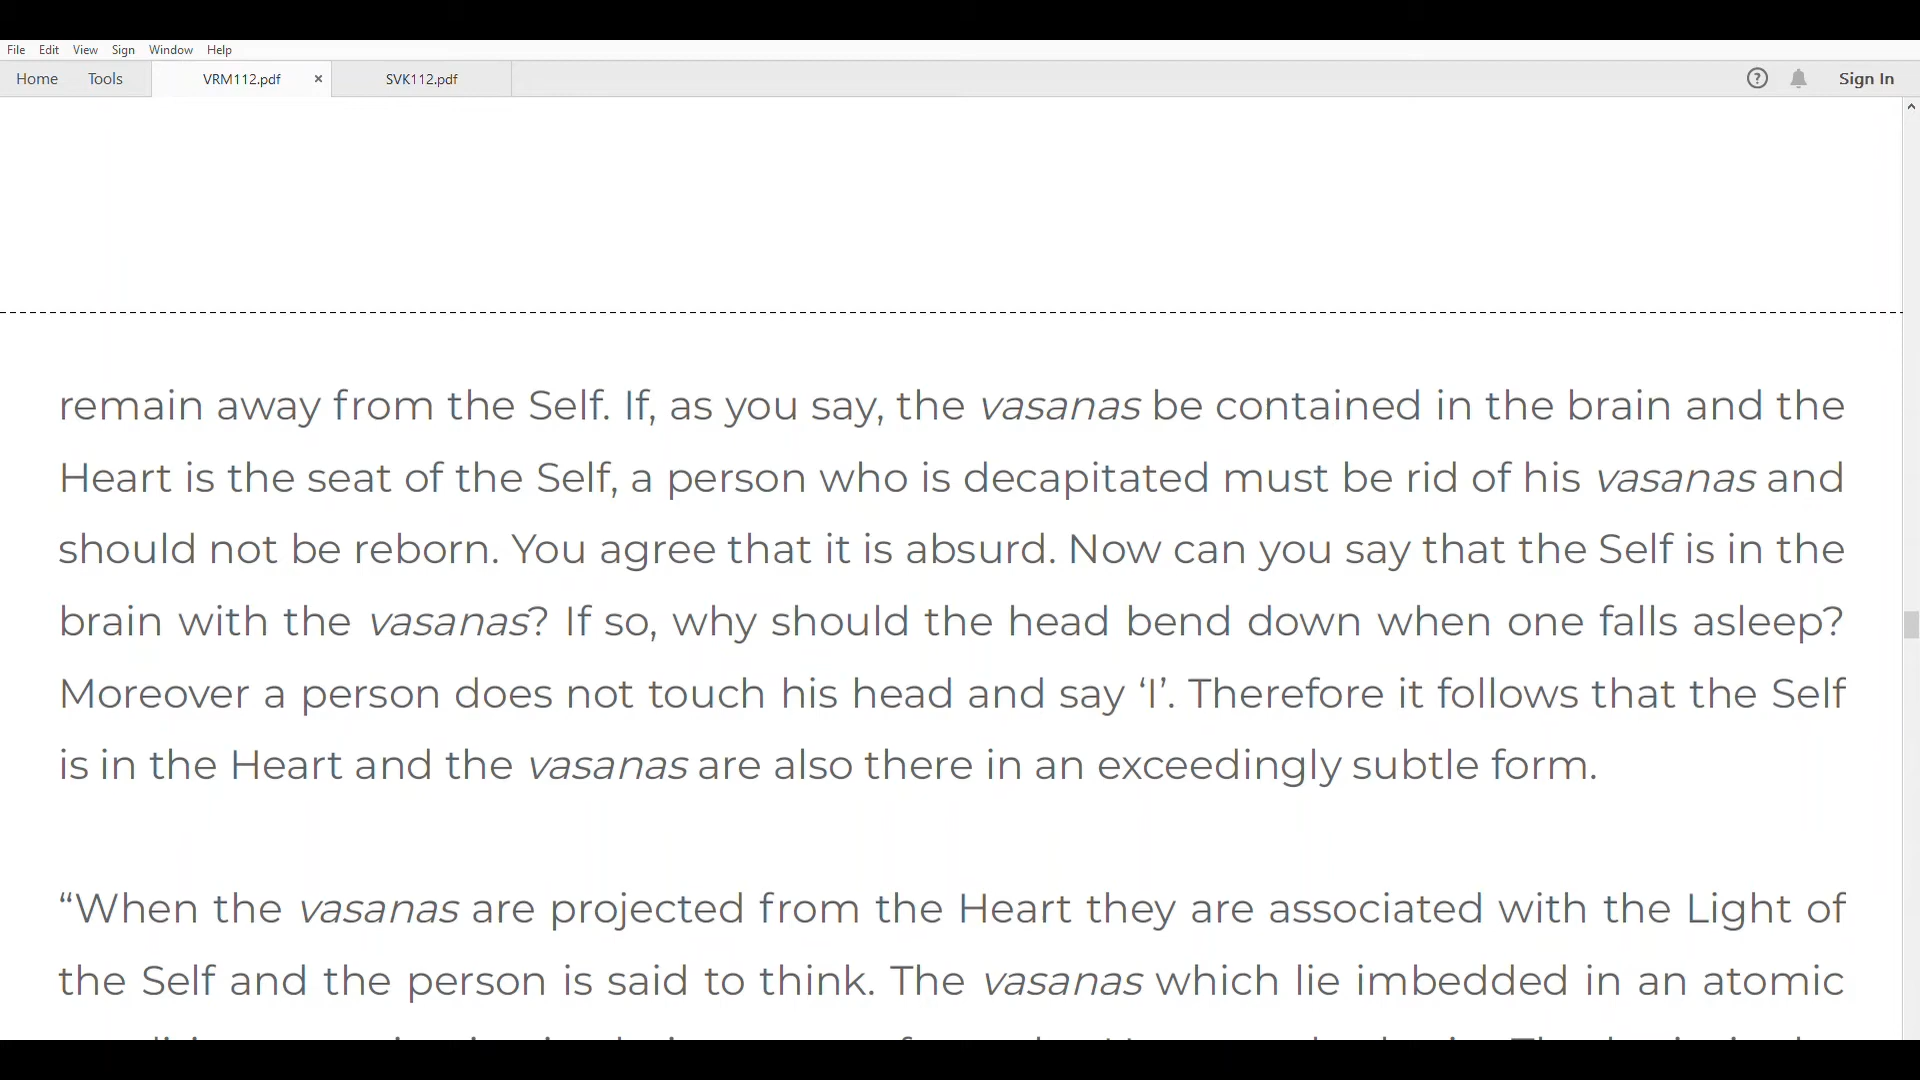 File Edit View Sign Window Help
Home Tools VRM112.pdf × SVK112.pdf ? Sign In
remain away from the Self. If, as you say, the vasanas be contained in the brain and the
Heart is the seat of the Self, a person who is decapitated must be rid of his vasanas and
should not be reborn. You agree that it is absurd. Now can you say that the Self is in the
brain with the vasanas? If so, why should the head bend down when one falls asleep?
Moreover a person does not touch his head and say ‘I’. Therefore it follows that the Self
is in the Heart and the vasanas are also there in an exceedingly subtle form.
“When the vasanas are projected from the Heart they are associated with the Light of
the Self and the person is said to think. The vasanas which lie imbedded in an atomic